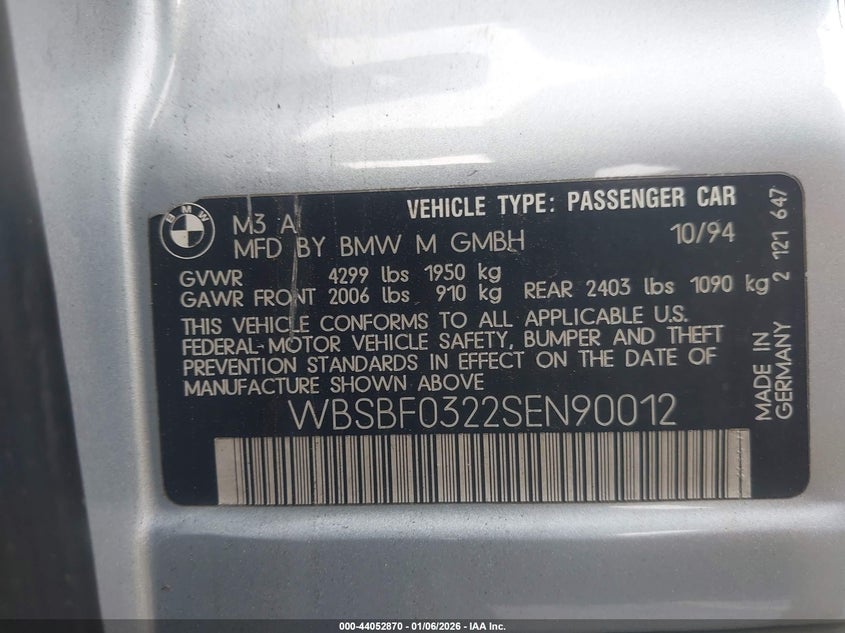 BMW
VEHICLE TYPE: PASSENGER CAR
M3 A
10/94
MFD BY BMW M GMBH
GVWR 4299 lbs 1950 kg
GAWR FRONT 2006 lbs 910 kg REAR 2403 lbs 1090 kg
THIS VEHICLE CONFORMS TO ALL APPLICABLE U.S.
FEDERAL-MOTOR VEHICLE SAFETY, BUMPER AND THEFT
PREVENTION STANDARDS IN EFFECT ON THE DATE OF
MANUFACTURE SHOWN ABOVE
WBSBF0322SEN90012
2 121 647
MADE IN
GERMANY
000-44052870 - 01/06/2026 - IAA Inc.